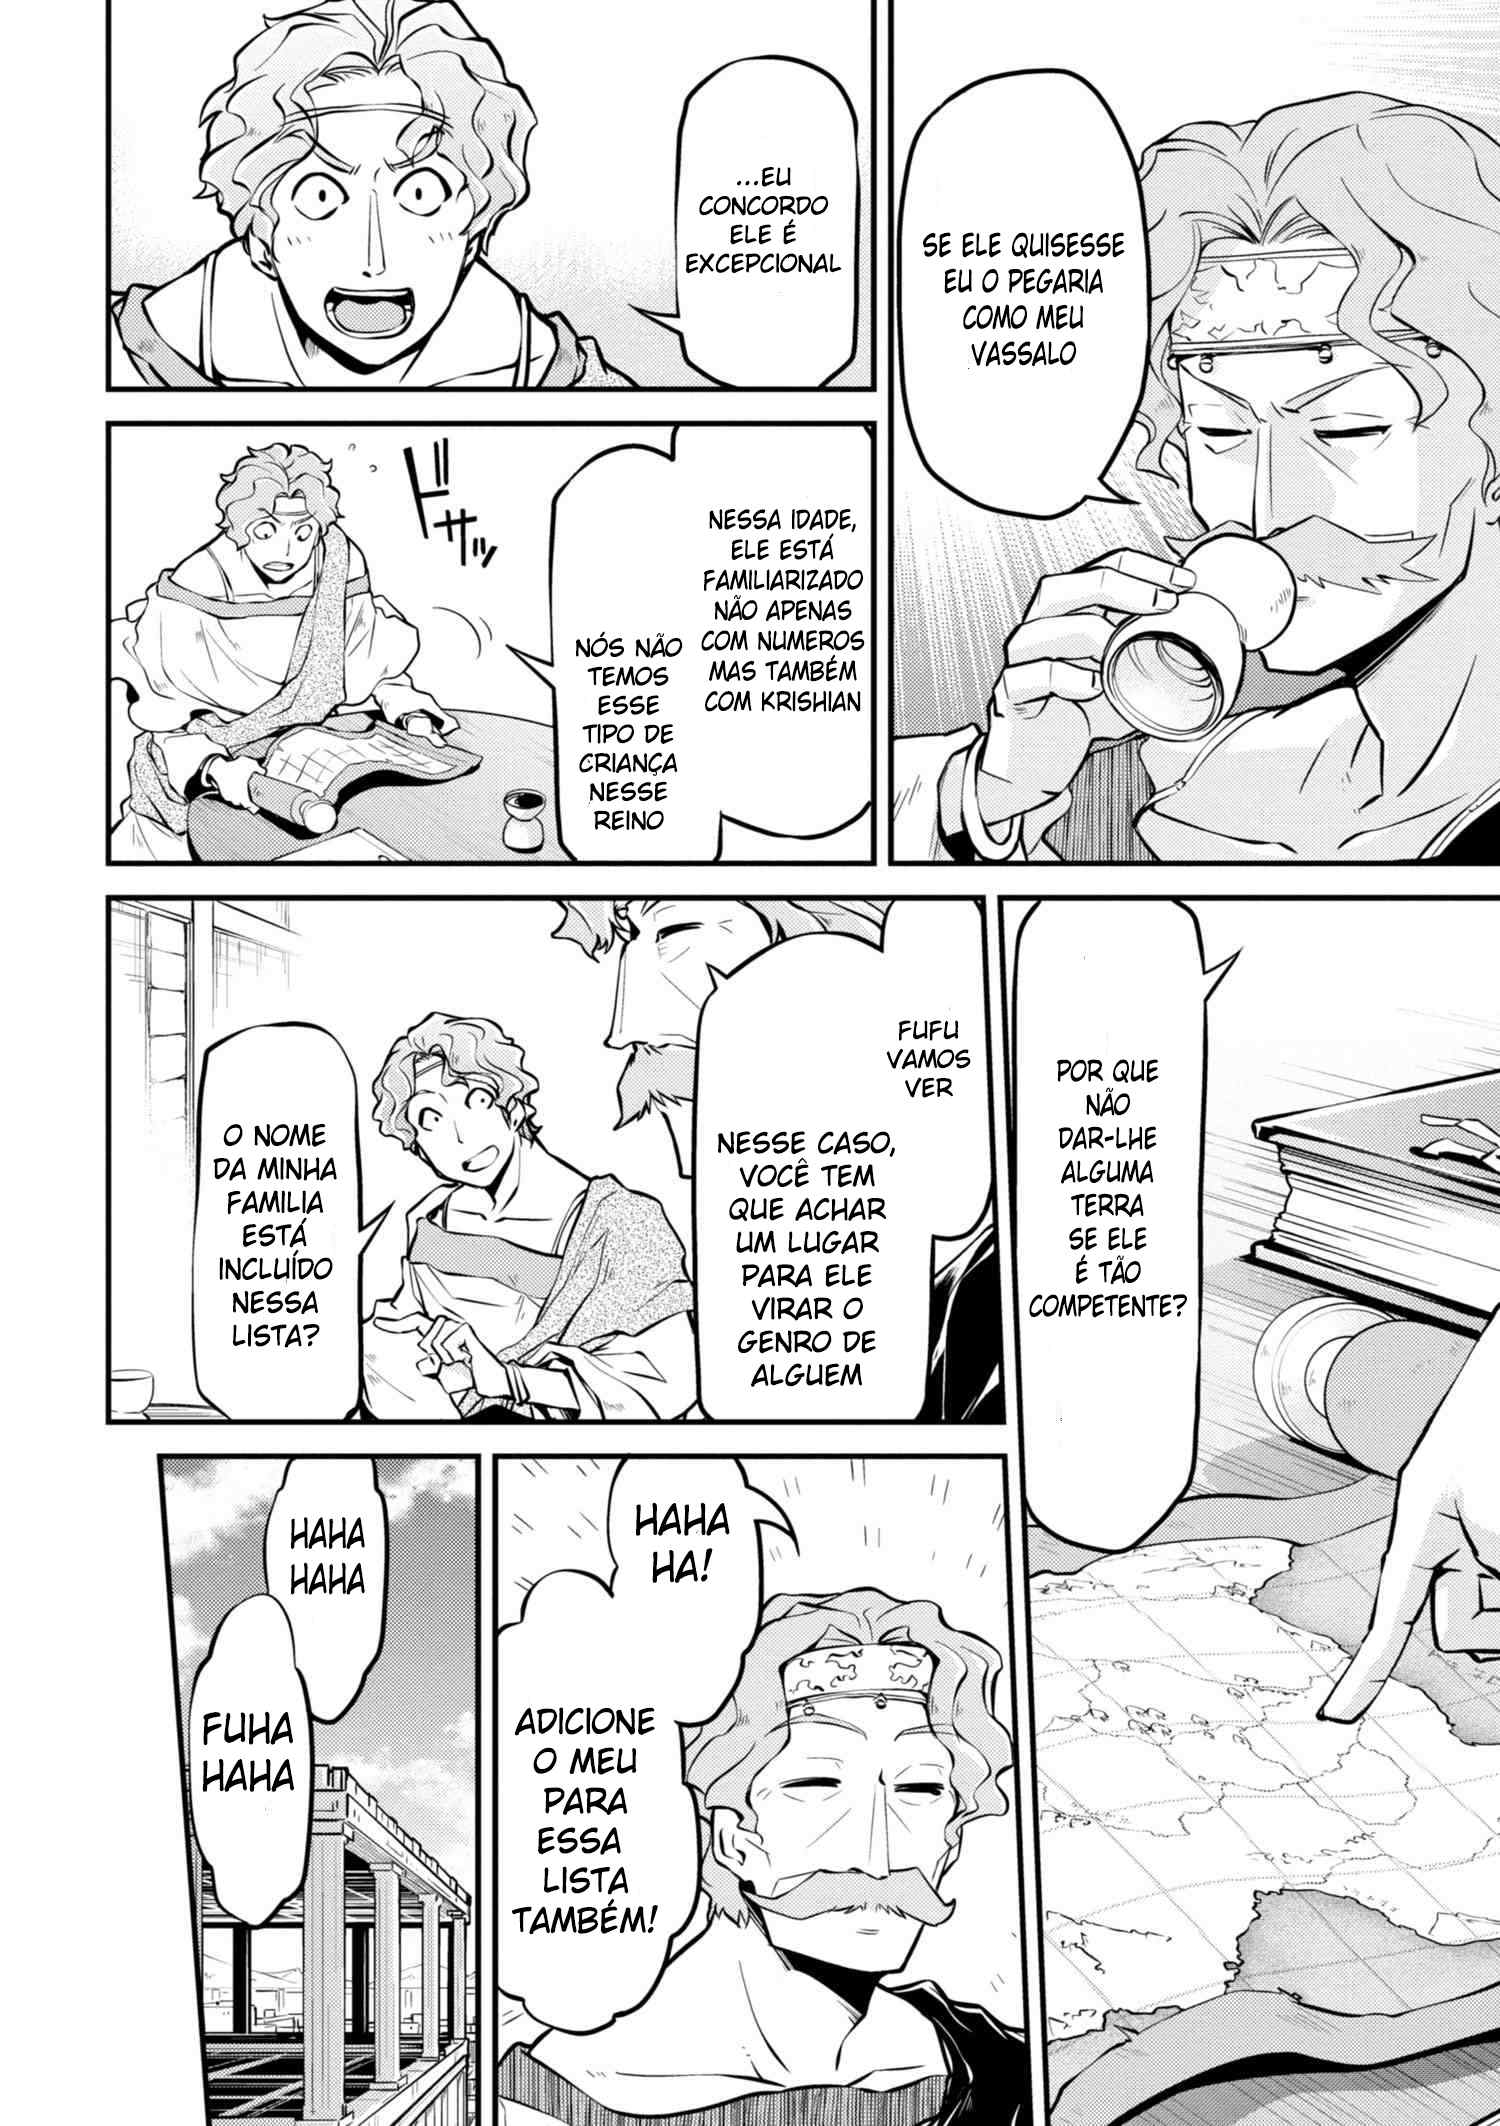 SE ELE QUISESSE
EU O PEGARIA
COMO MEU
VASSALO
...EU
CONCORDO
ELE É
EXCEPCIONAL
NESSA IDADE,
ELE ESTÁ
FAMILIARIZADO
NÃO APENAS
COM NUMEROS
MAS TAMBÉM
COM KRISHIAN
NÓS NÃO
TEMOS
ESSE
TIPO DE
CRIANÇA
NESSE
REINO
ドサッ
POR QUE
NÃO
DAR-LHE
ALGUMA
TERRA
SE ELE
É TÃO
COMPETENTE?
FUFU
VAMOS
VER
NESSE CASO,
VOCÊ TEM
QUE ACHAR
UM LUGAR
PARA ELE
VIRAR O
GENRO DE
ALGUEM
O NOME
DA MINHA
FAMILIA
ESTÁ
INCLUÍDO
NESSA
LISTA?
HAHA
HA!
ADICIONE
O MEU
PARA
ESSA
LISTA
TAMBÉM!
HAHA
HAHA
FUHA
HAHA